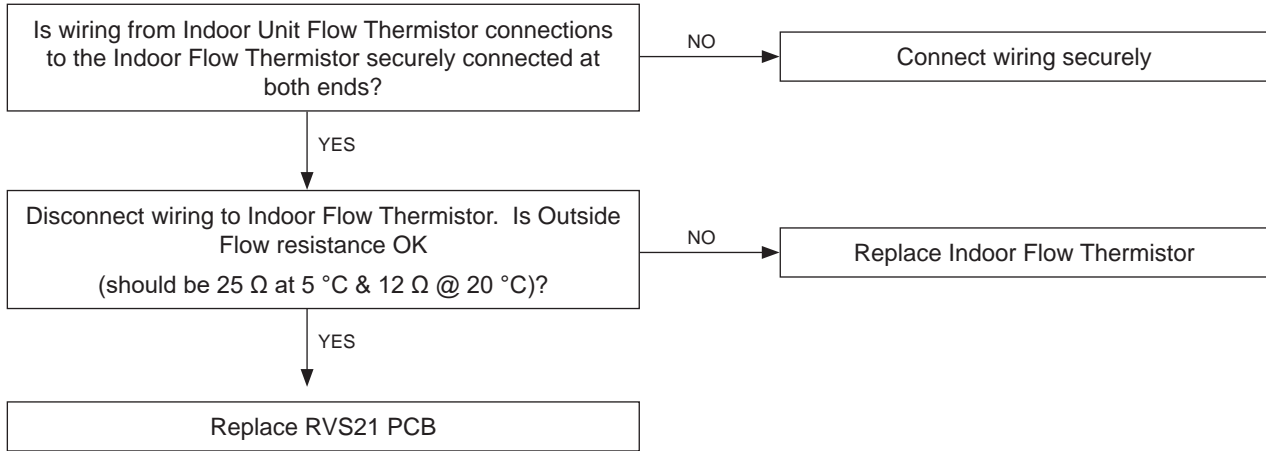 Is wiring from Indoor Unit Flow Thermistor connections
to the Indoor Flow Thermistor securely connected at
both ends?
NO
Connect wiring securely
YES
Disconnect wiring to Indoor Flow Thermistor.  Is Outside
Flow resistance OK
(should be 25 Ω at 5 °C & 12 Ω @ 20 °C)?
NO
Replace Indoor Flow Thermistor
YES
Replace RVS21 PCB